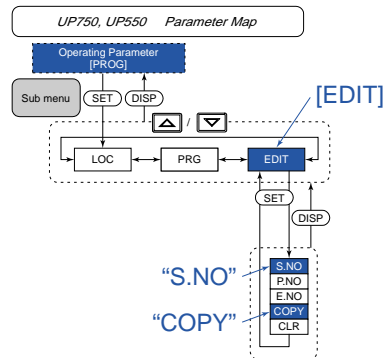 UP750, UP550 Parameter Map
Operating Parameter
[PROG]
Sub menu
SET
DISP
/
[EDIT]
LOC
PRG
EDIT
SET
DISP
"S.NO"
S.NO
P.NO
E.NO
"COPY"
COPY
CLR